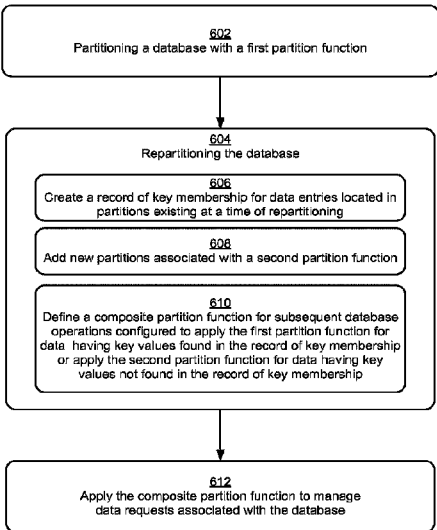 602
Partitioning a database with a first partition function
604
Repartitioning the database
606
Create a record of key membership for data entries located in
partitions existing at a time of repartitioning
608
Add new partitions associated with a second partition function
610
Define a composite partition function for subsequent database
operations configured to apply the first partition function for
data having key values found in the record of key membership
or apply the second partition function for data having key
values not found in the record of key membership
612
Apply the composite partition function to manage
data requests associated with the database